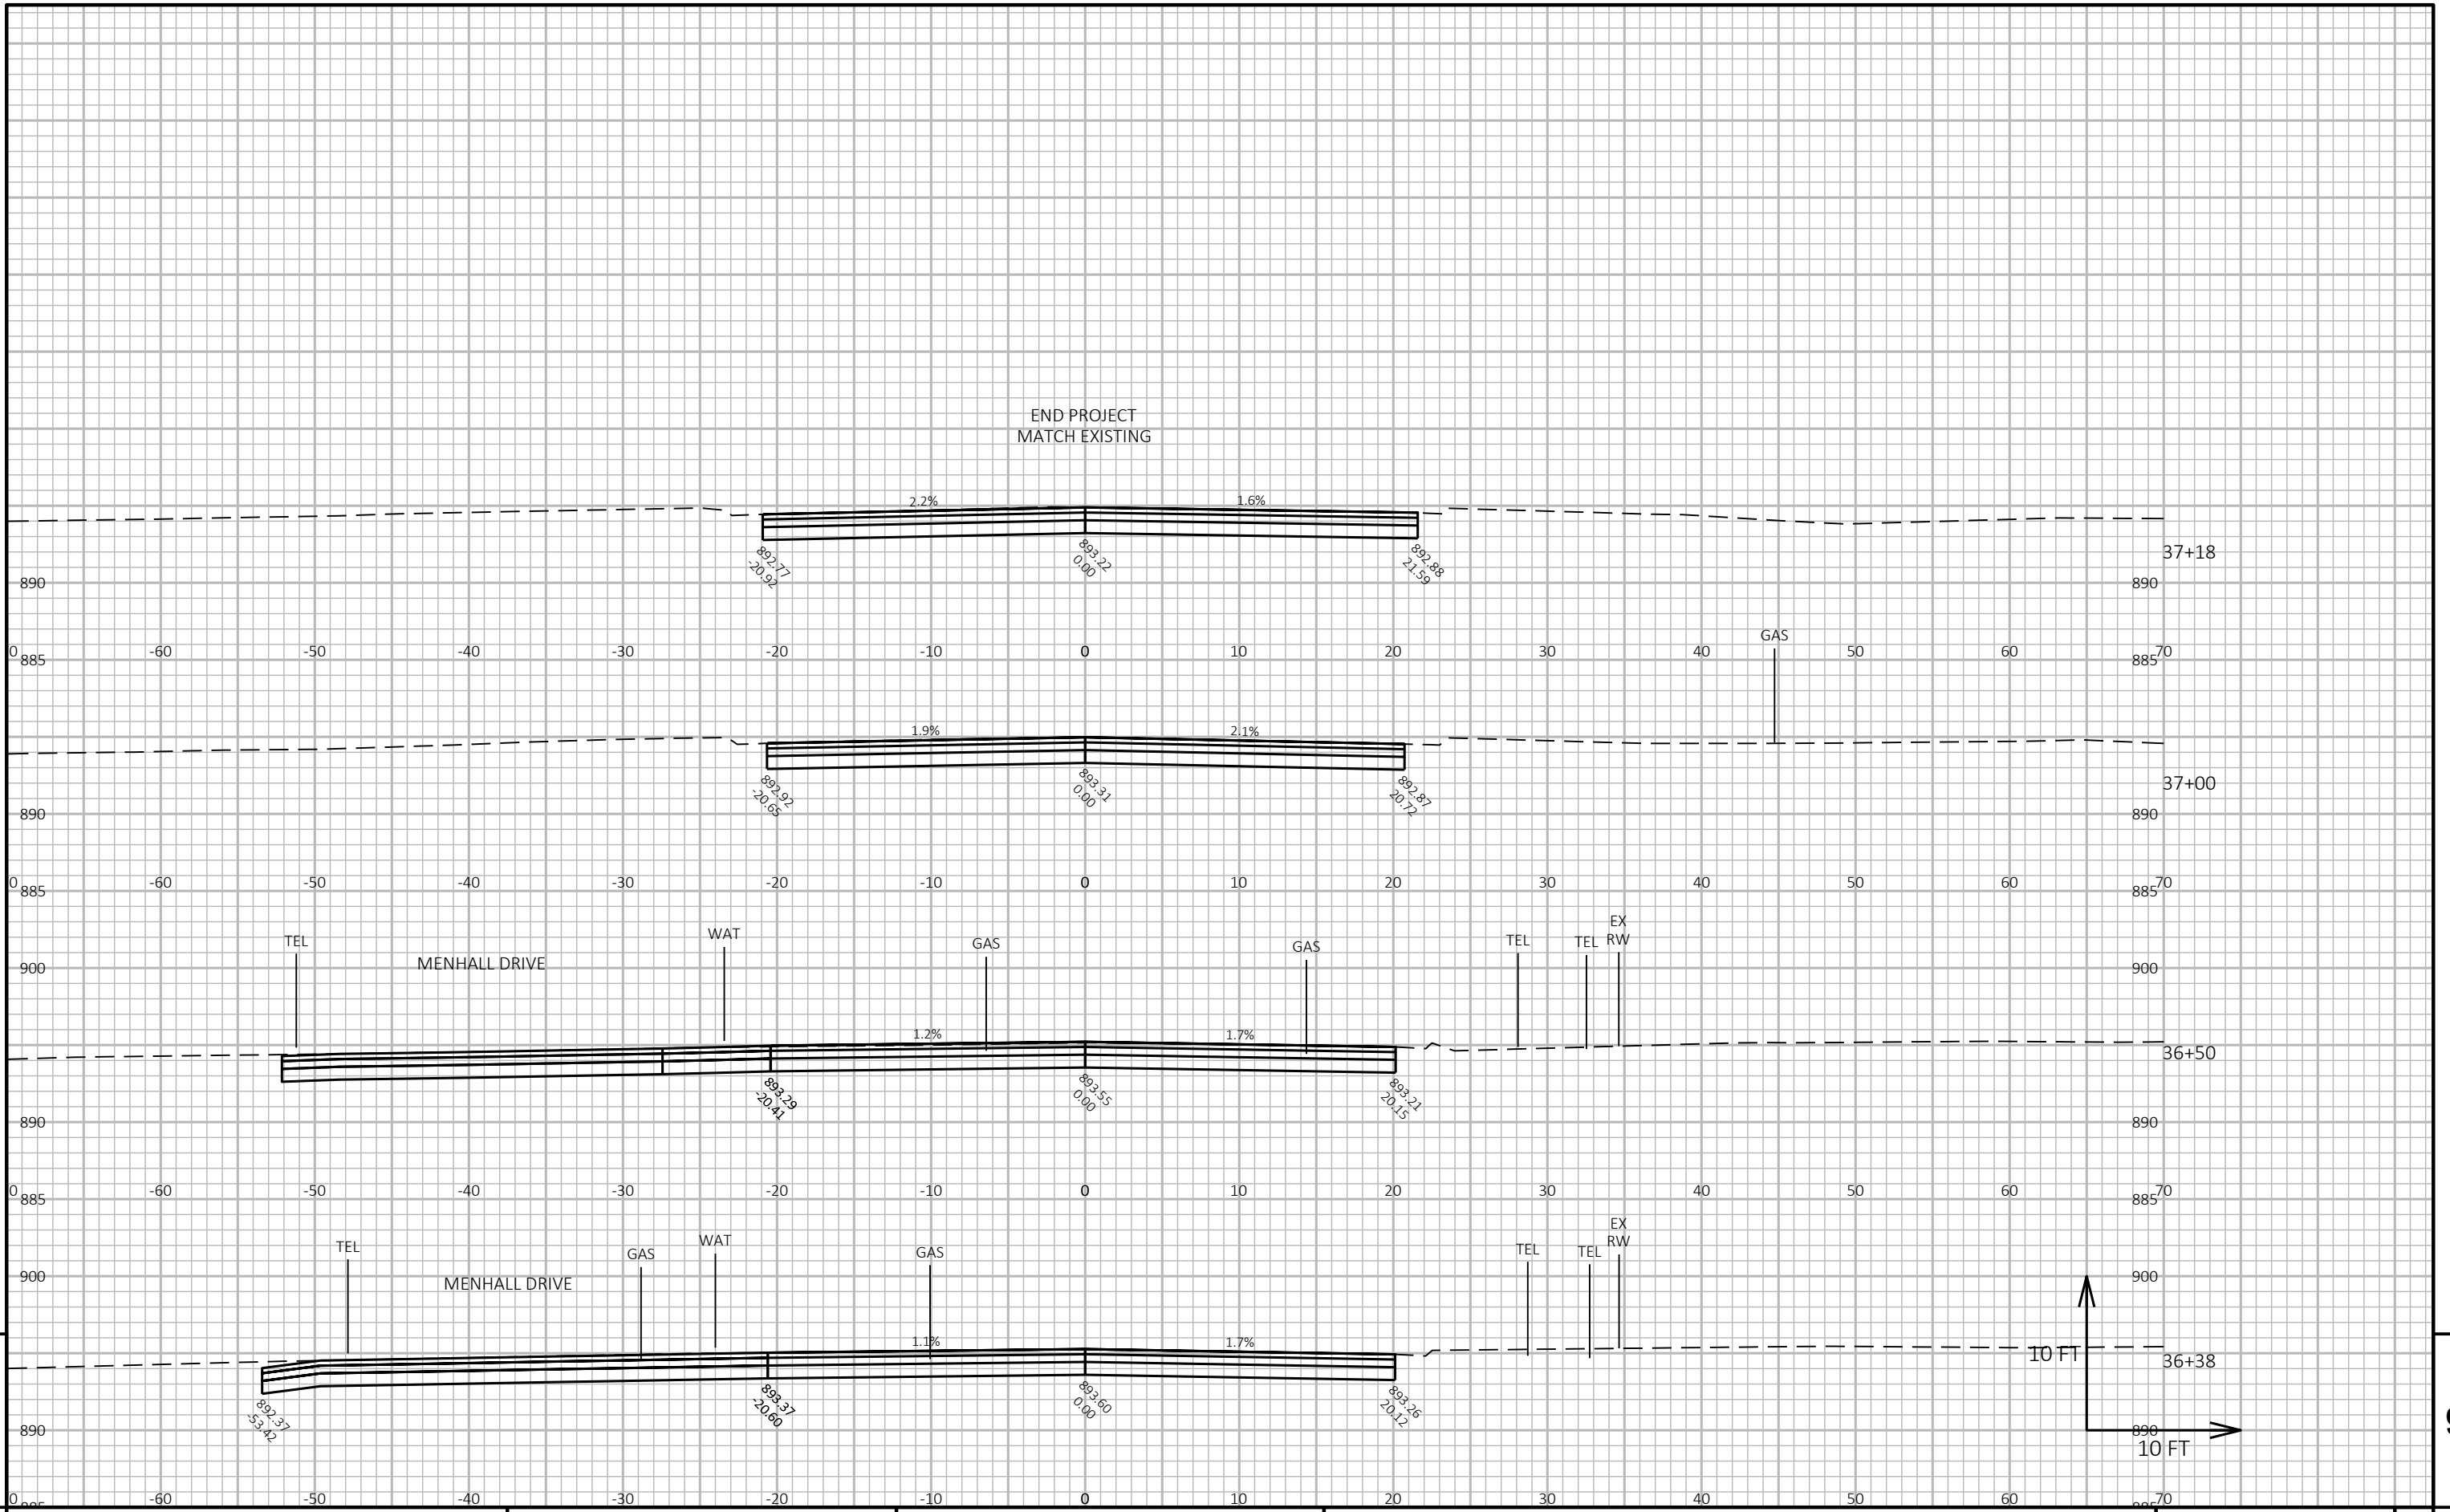 END PROJECT
MATCH EXISTING
2.2% 1.6%
892.77
-20.92
893.22
0.00
892.88
21.59
37+18
890 890
GAS
0 -60 -50 -40 -30 -20 -10 0 10 20 30 40 50 60 70
885 885
1.9% 2.1%
892.92
-20.65
893.31
0.00
892.87
20.72
37+00
890 890
0 -60 -50 -40 -30 -20 -10 0 10 20 30 40 50 60 70
885 885
TEL WAT GAS GAS TEL TEL EX
RW
900 MENHALL DRIVE 900
1.2% 1.7%
36+50
893.29
-20.41
893.55
0.00
893.21
20.15
890 890
0 -60 -50 -40 -30 -20 -10 0 10 20 30 40 50 60 70
885 885
TEL GAS WAT GAS TEL TEL EX
RW
900 MENHALL DRIVE 900
1.1% 1.7%
10 FT
36+38
892.37
-53.42
893.37
-20.60
893.60
0.00
893.26
20.12
890 890
10 FT
0 -60 -50 -40 -30 -20 -10 0 10 20 30 40 50 60 70